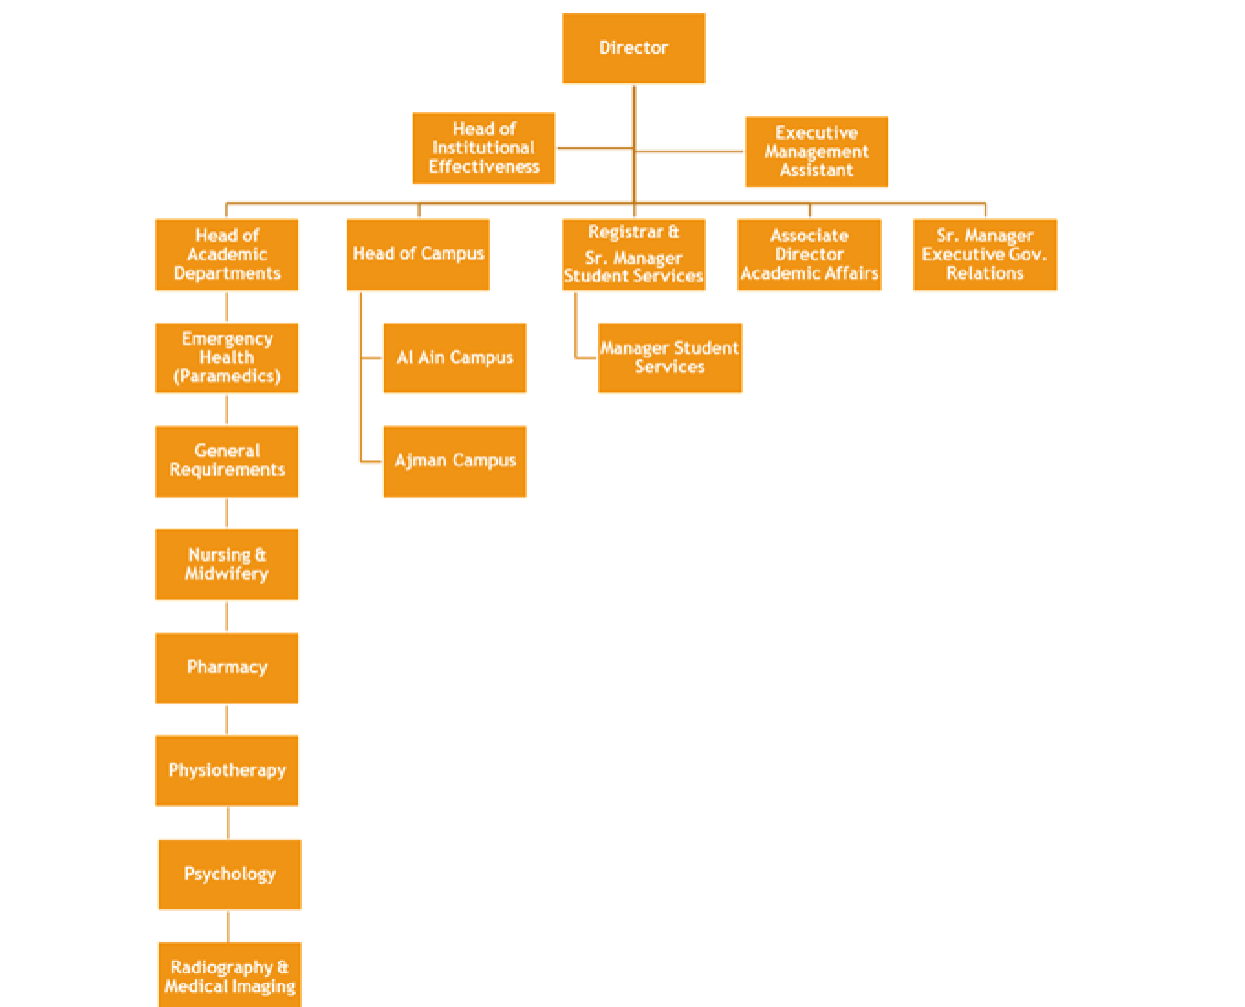 Director
Head of
Institutional
Effectiveness
Executive
Management
Assistant
Head of
Academic
Departments
Head of Campus
Registrar &
Sr. Manager
Student Services
Associate
Director
Academic Affairs
Sr. Manager
Executive Gov.
Relations
Emergency
Health
(Paramedics)
Al Ain Campus
Manager Student
Services
General
Requirements
Ajman Campus
Nursing &
Midwifery
Pharmacy
Physiotherapy
Psychology
Radiography &
Medical Imaging